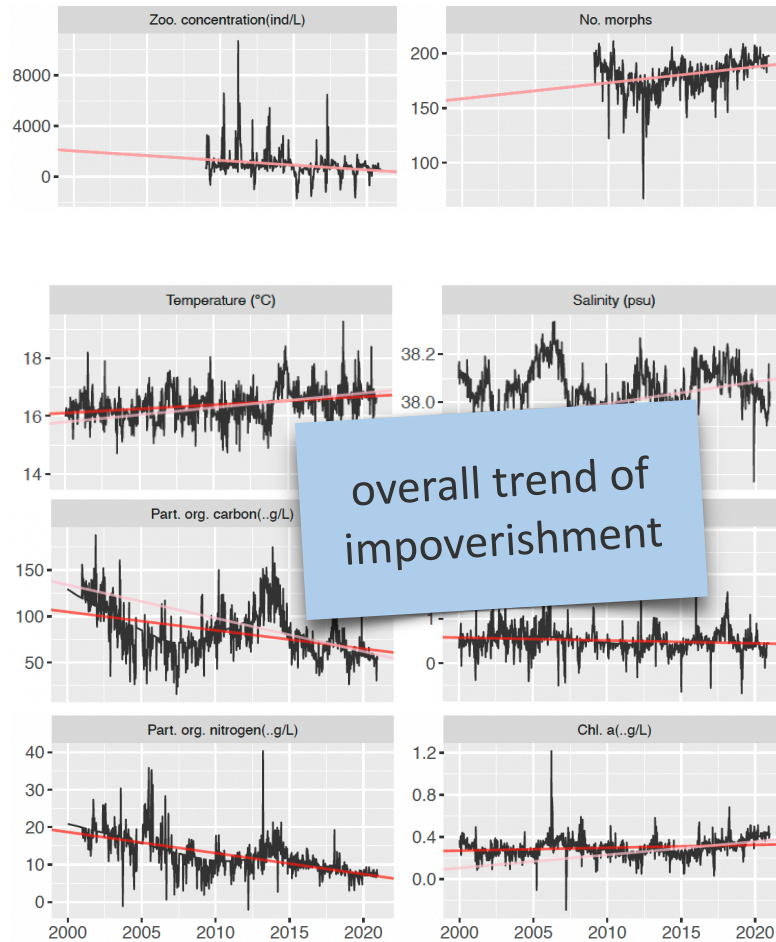 Zoo. concentration(ind/L)
No. morphs
8000
4000
0
200
150
100
Temperature (°C)
Salinity (psu)
18
16
14
38.2
38.0
overall trend of
impoverishment
Part. org. carbon(..g/L)
150
100
50
1
0
Part. org. nitrogen(..g/L)
Chl. a(..g/L)
40
30
20
10
0
1.2
0.8
0.4
0.0
2000 2005 2010 2015 2020
2000 2005 2010 2015 2020